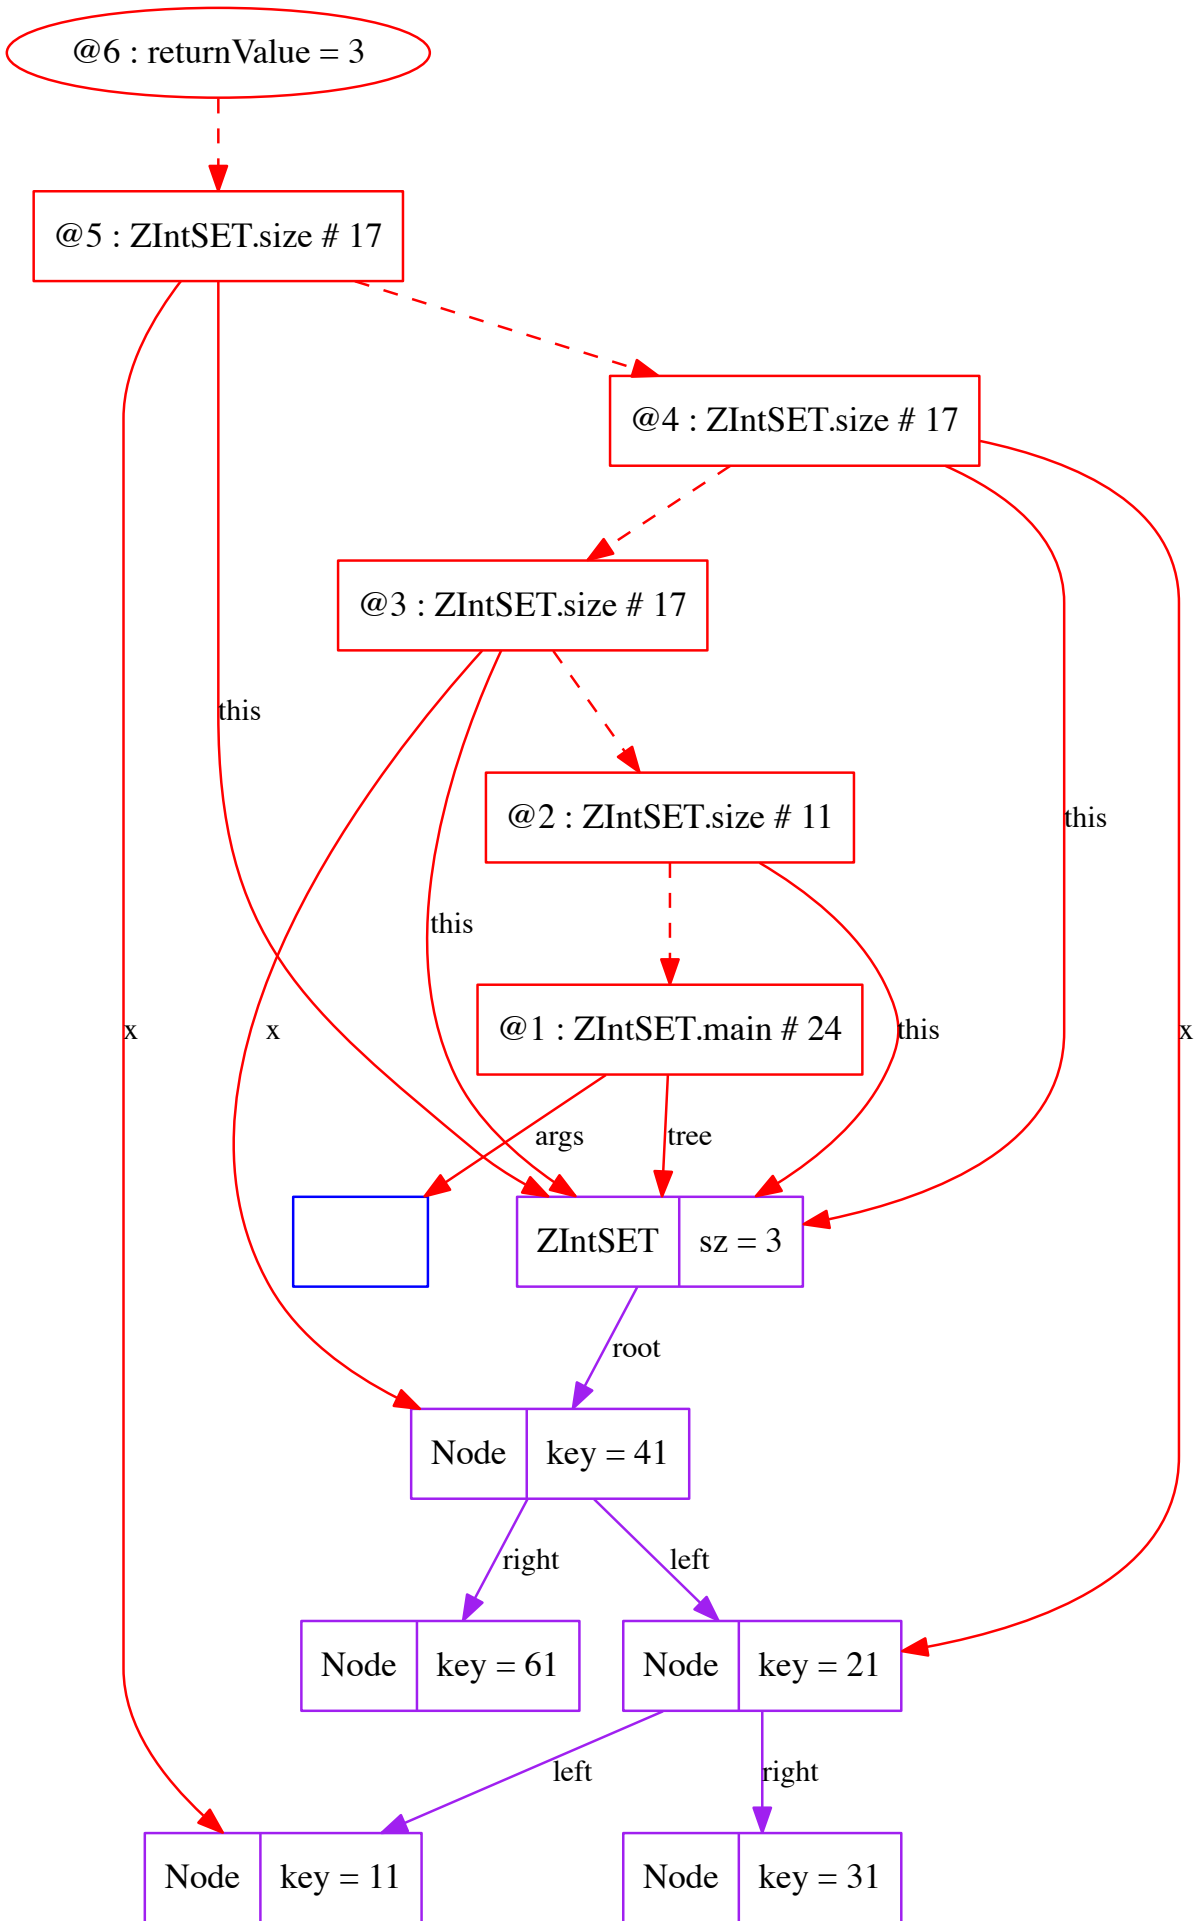 @6 : returnValue = 3
@5 : ZIntSET.size # 17
@4 : ZIntSET.size # 17
@3 : ZIntSET.size # 17
this
@2 : ZIntSET.size # 11
this
this
x
x
@1 : ZIntSET.main # 24
this
x
args
tree
ZIntSET
sz = 3
root
Node
key = 41
right
left
Node
key = 61
Node
key = 21
left
right
Node
key = 11
Node
key = 31